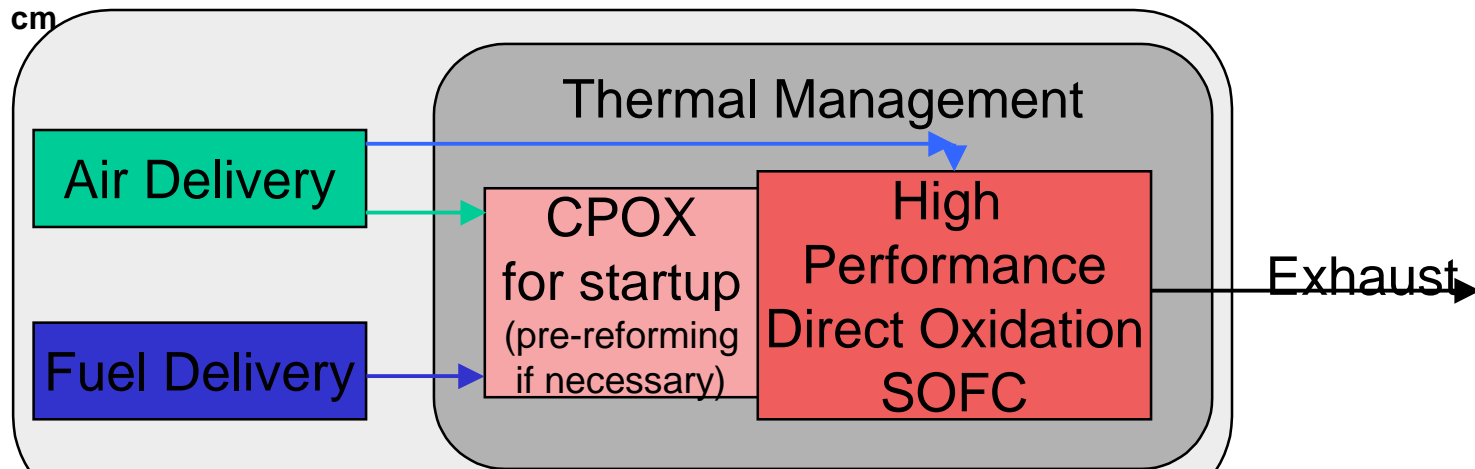 cm
Thermal Management
Air Delivery
CPOX
for startup
(pre-reforming
if necessary)
High
Performance
Direct Oxidation
SOFC
Exhaust
Fuel Delivery